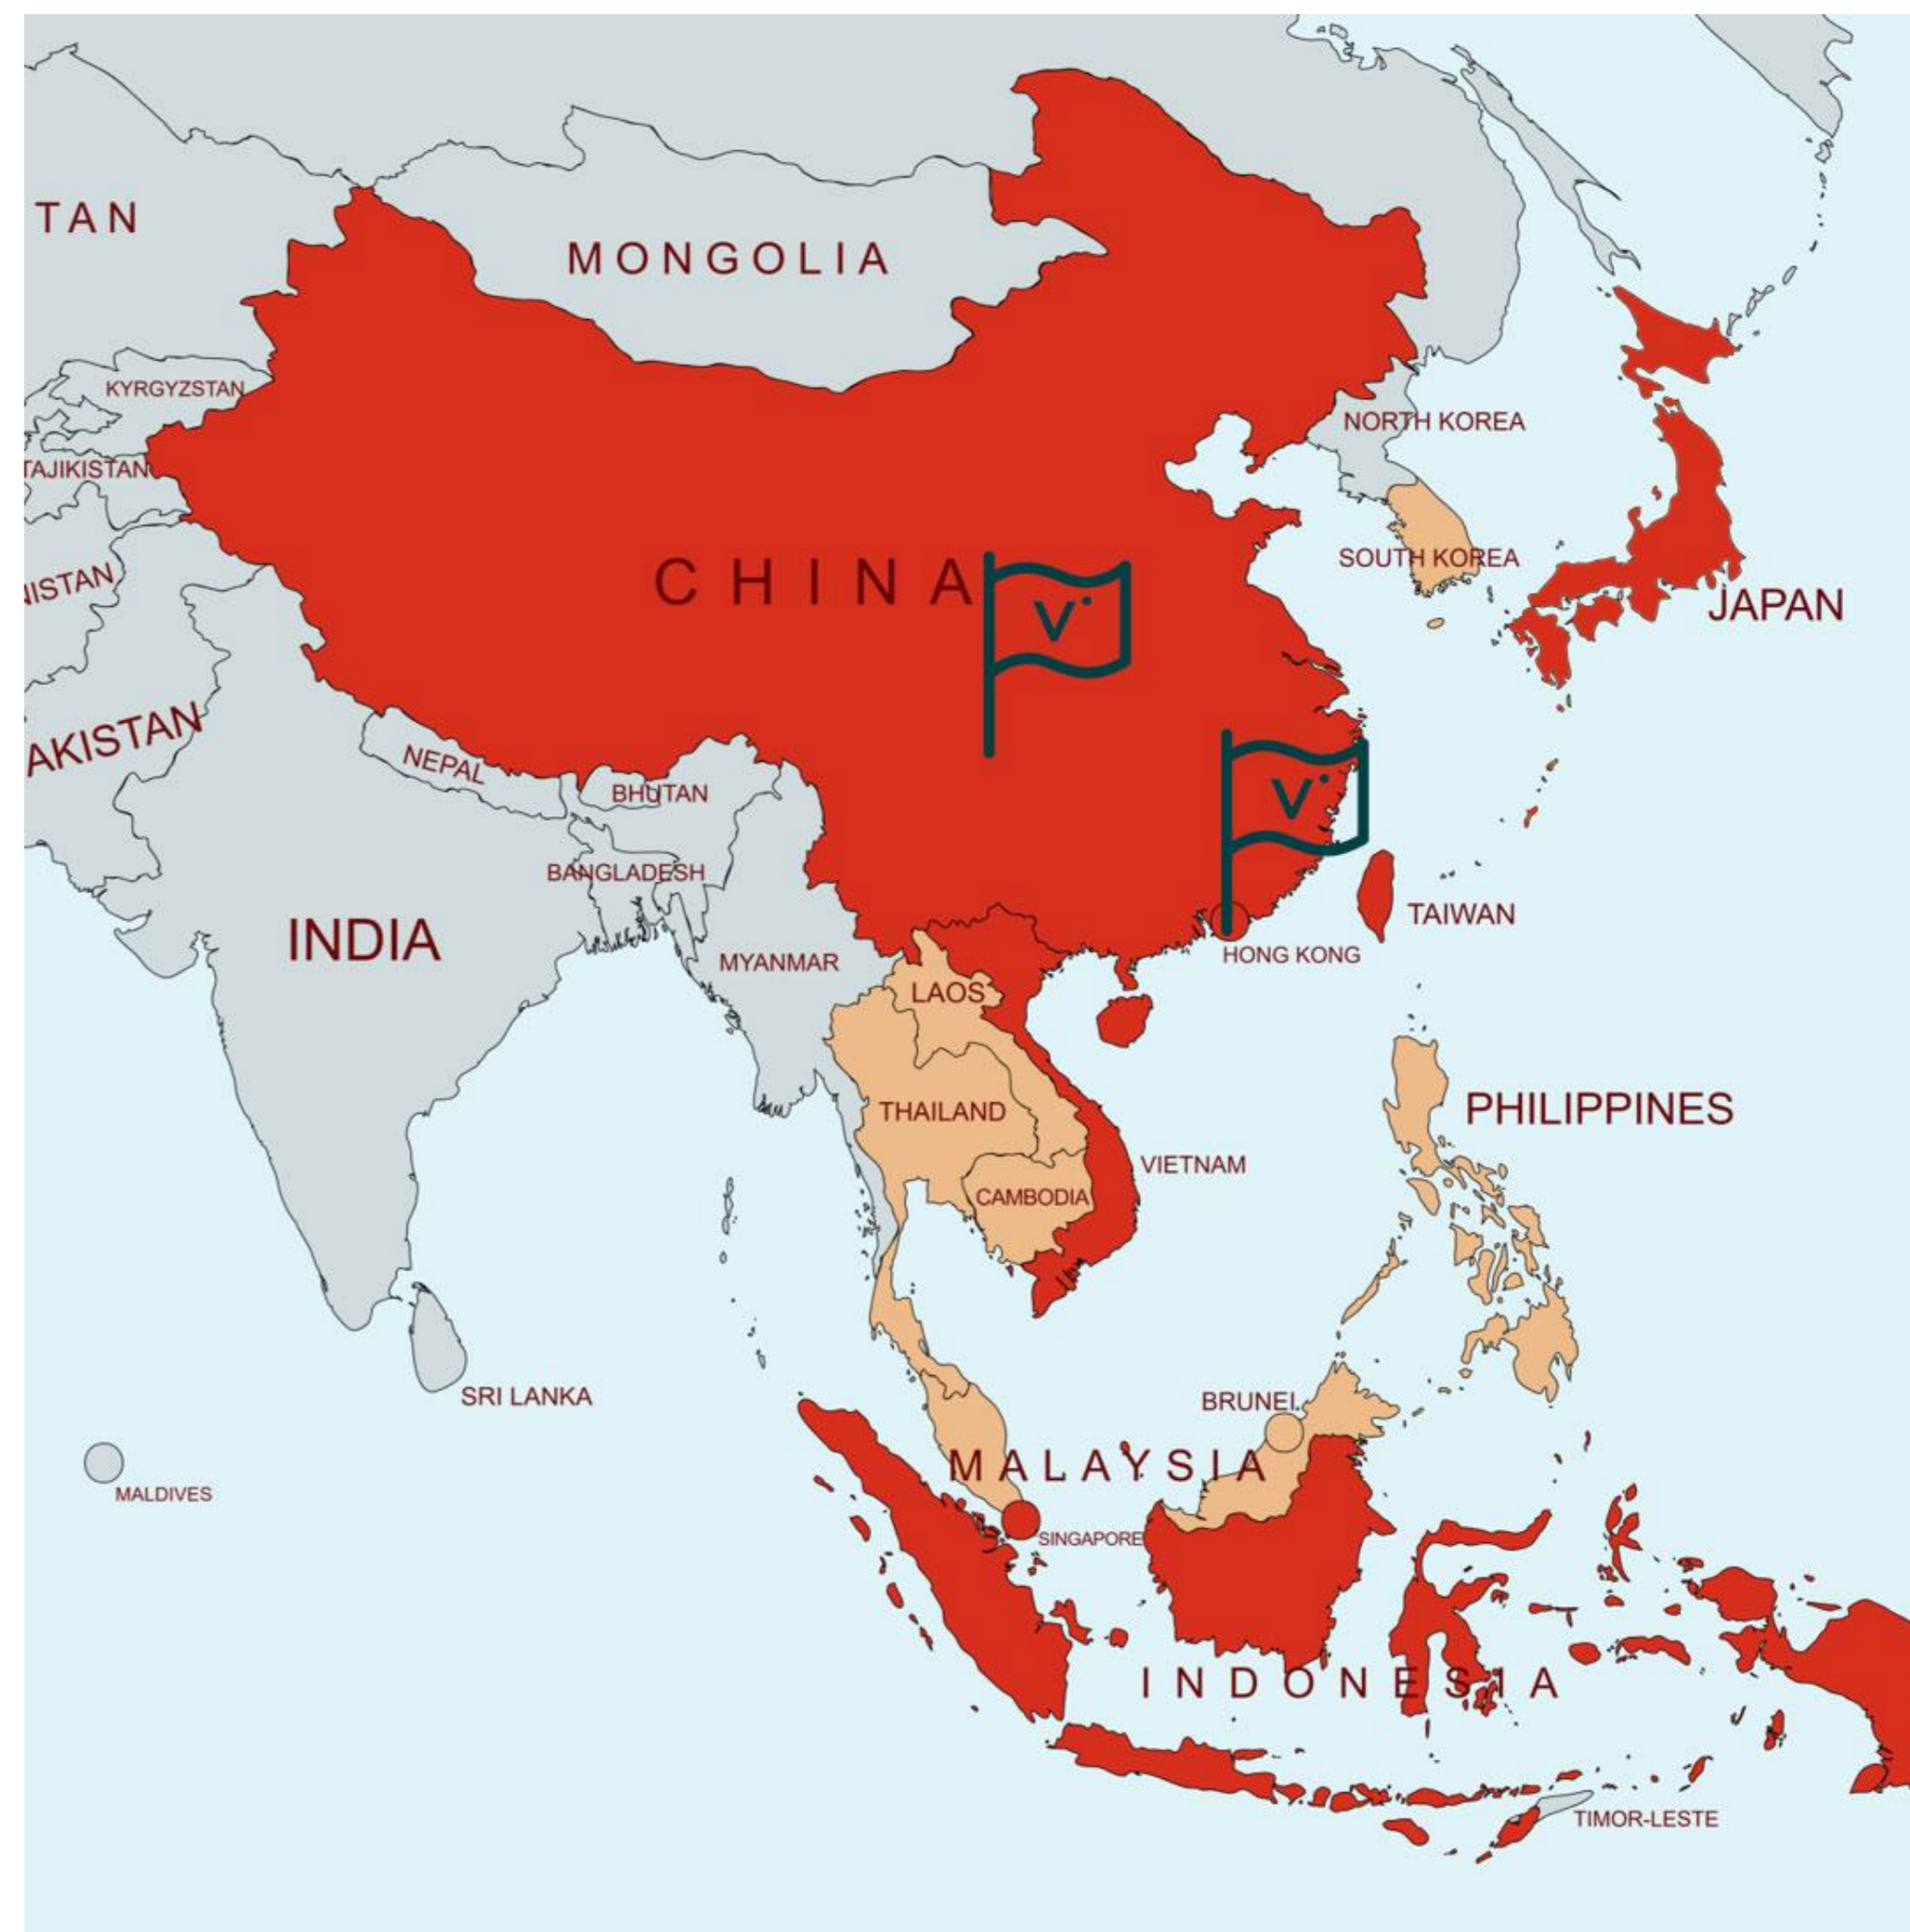 TAN
MONGOLIA
KYRGYZSTAN
NORTH KOREA
TAJIKISTAN
SOUTH KOREA
NISTAN
CHINA
V
JAPAN
AKISTAN
NEPAL
BHUTAN
V
BANGLADESH
TAIWAN
INDIA
HONG KONG
MYANMAR
LAOS
THAILAND
PHILIPPINES
VIETNAM
CAMBODIA
SRI LANKA
BRUNEI
MALAYSIA
MALDIVES
SINGAPORE
INDONESIA
TIMOR-LESTE